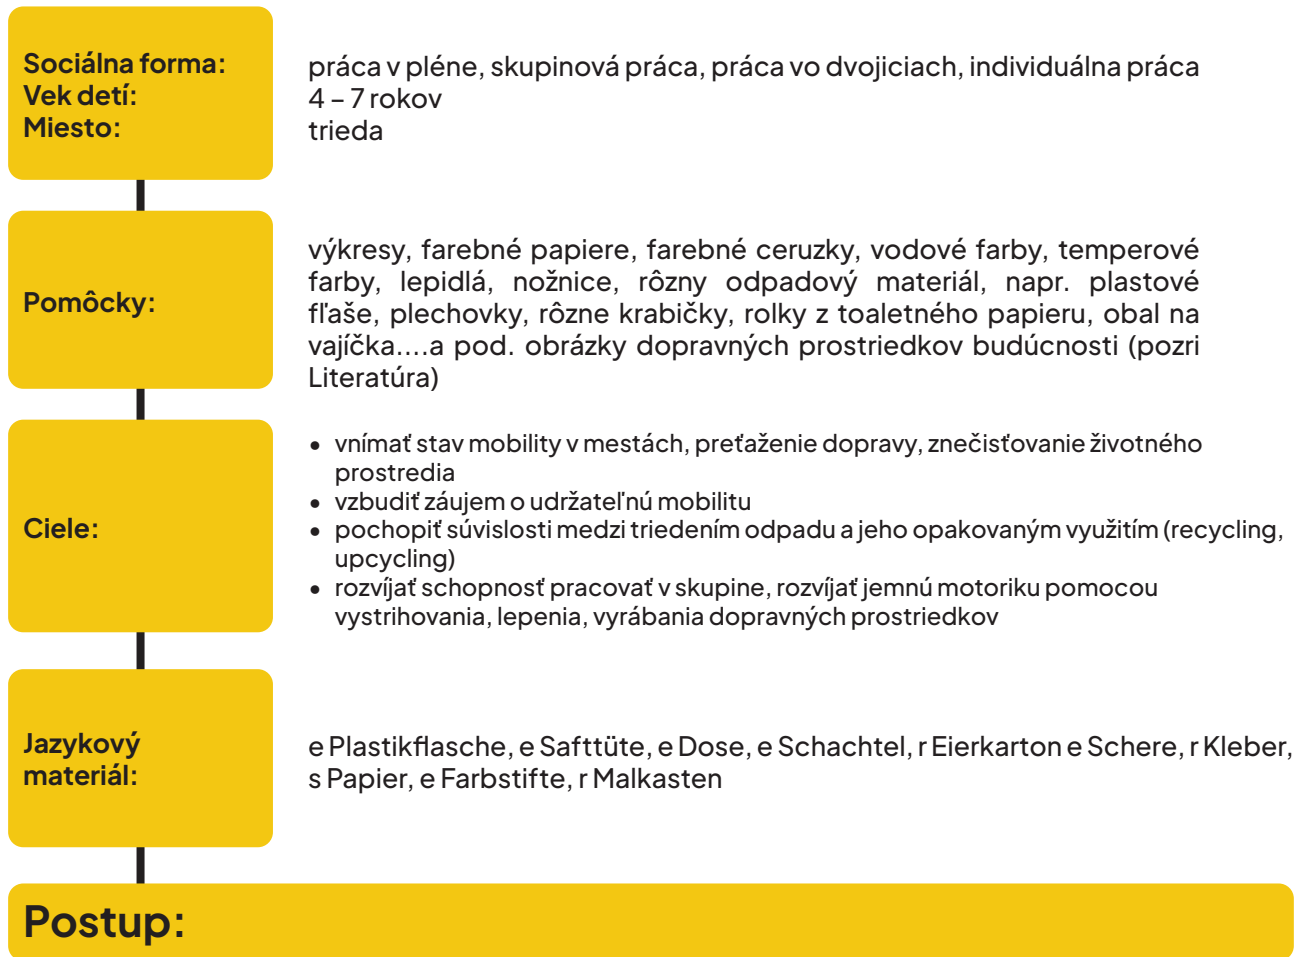 Sociálna forma:
Vek detí:
Miesto:
práca v pléne, skupinová práca, práca vo dvojiciach, individuálna práca
4 – 7 rokov
trieda
Pomôcky:
výkresy, farebné papiere, farebné ceruzky, vodové farby, temperové
farby, lepidlá, nožnice, rôzny odpadový materiál, napr. plastové
fľaše, plechovky, rôzne krabičky, rolky z toaletného papieru, obal na
vajíčka....a pod. obrázky dopravných prostriedkov budúcnosti (pozri
Literatúra)
Ciele:
• vnímať stav mobility v mestách, preťaženie dopravy, znečisťovanie životného
prostredia
• vzbudiť záujem o udržateľnú mobilitu
• pochopiť súvislosti medzi triedením odpadu a jeho opakovaným využitím (recycling,
upcycling)
• rozvíjať schopnosť pracovať v skupine, rozvíjať jemnú motoriku pomocou
vystrihovania, lepenia, vyrábania dopravných prostriedkov
Jazykový
materiál:
e Plastikflasche, e Safttüte, e Dose, e Schachtel, r Eierkarton e Schere, r Kleber,
s Papier, e Farbstifte, r Malkasten
Postup: